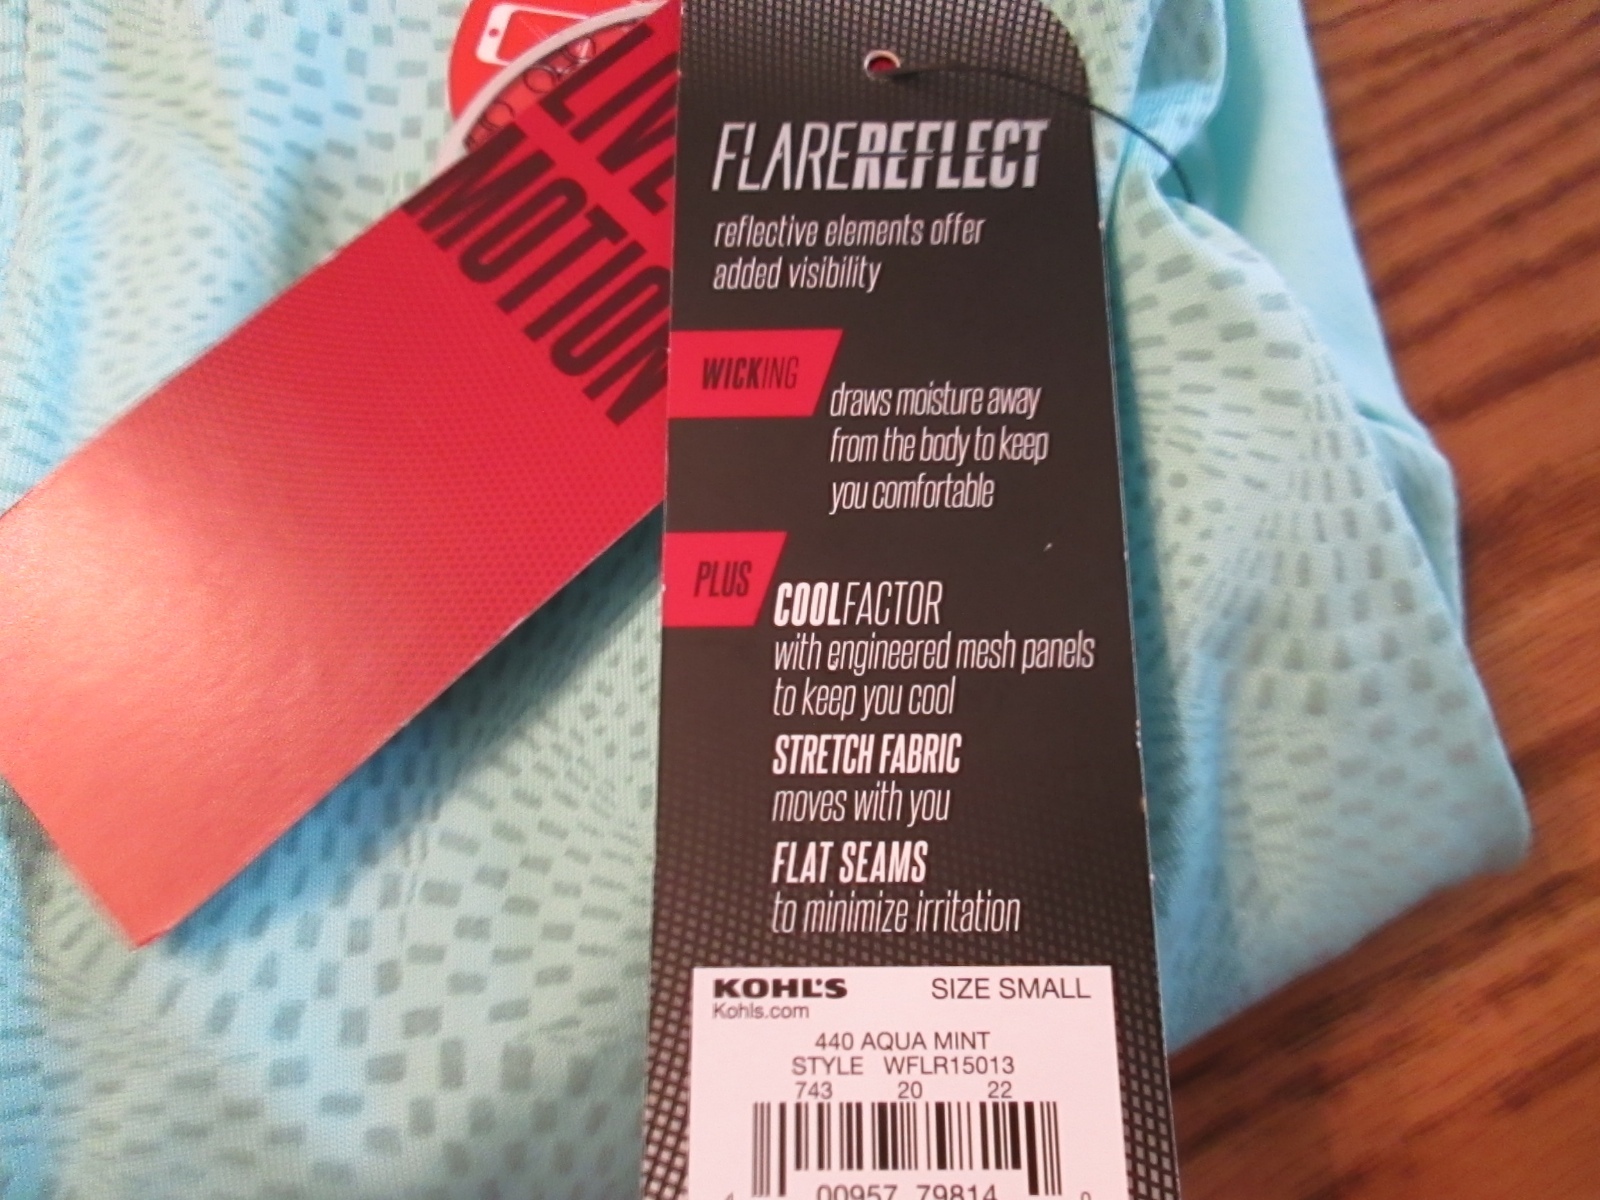 LIVE
MOTION
FLAREREFLECT
reflective elements offer
added visibility
WICKING
draws moisture away
from the body to keep
you comfortable
PLUS
COOLFACTOR
with engineered mesh panels
to keep you cool
STRETCH FABRIC
moves with you
FLAT SEAMS
to minimize irritation
KOHL'S SIZE SMALL
Kohls.com
440 AQUA MINT
STYLE WFLR15013
743 20 22
00957 79814